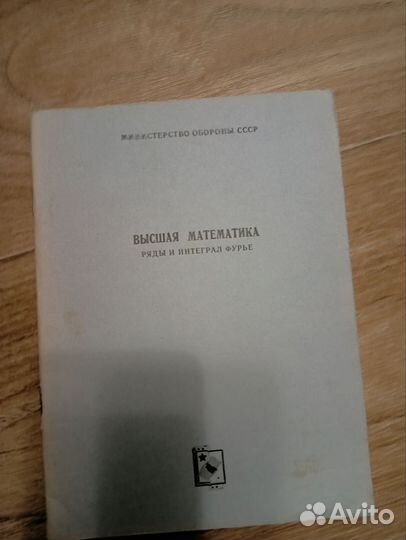 МИНИСТЕРСТВО ОБОРОНЫ СССР
ВЫСШАЯ МАТЕМАТИКА
РЯДЫ И ИНТЕГРАЛ ФУРЬЕ
Avito